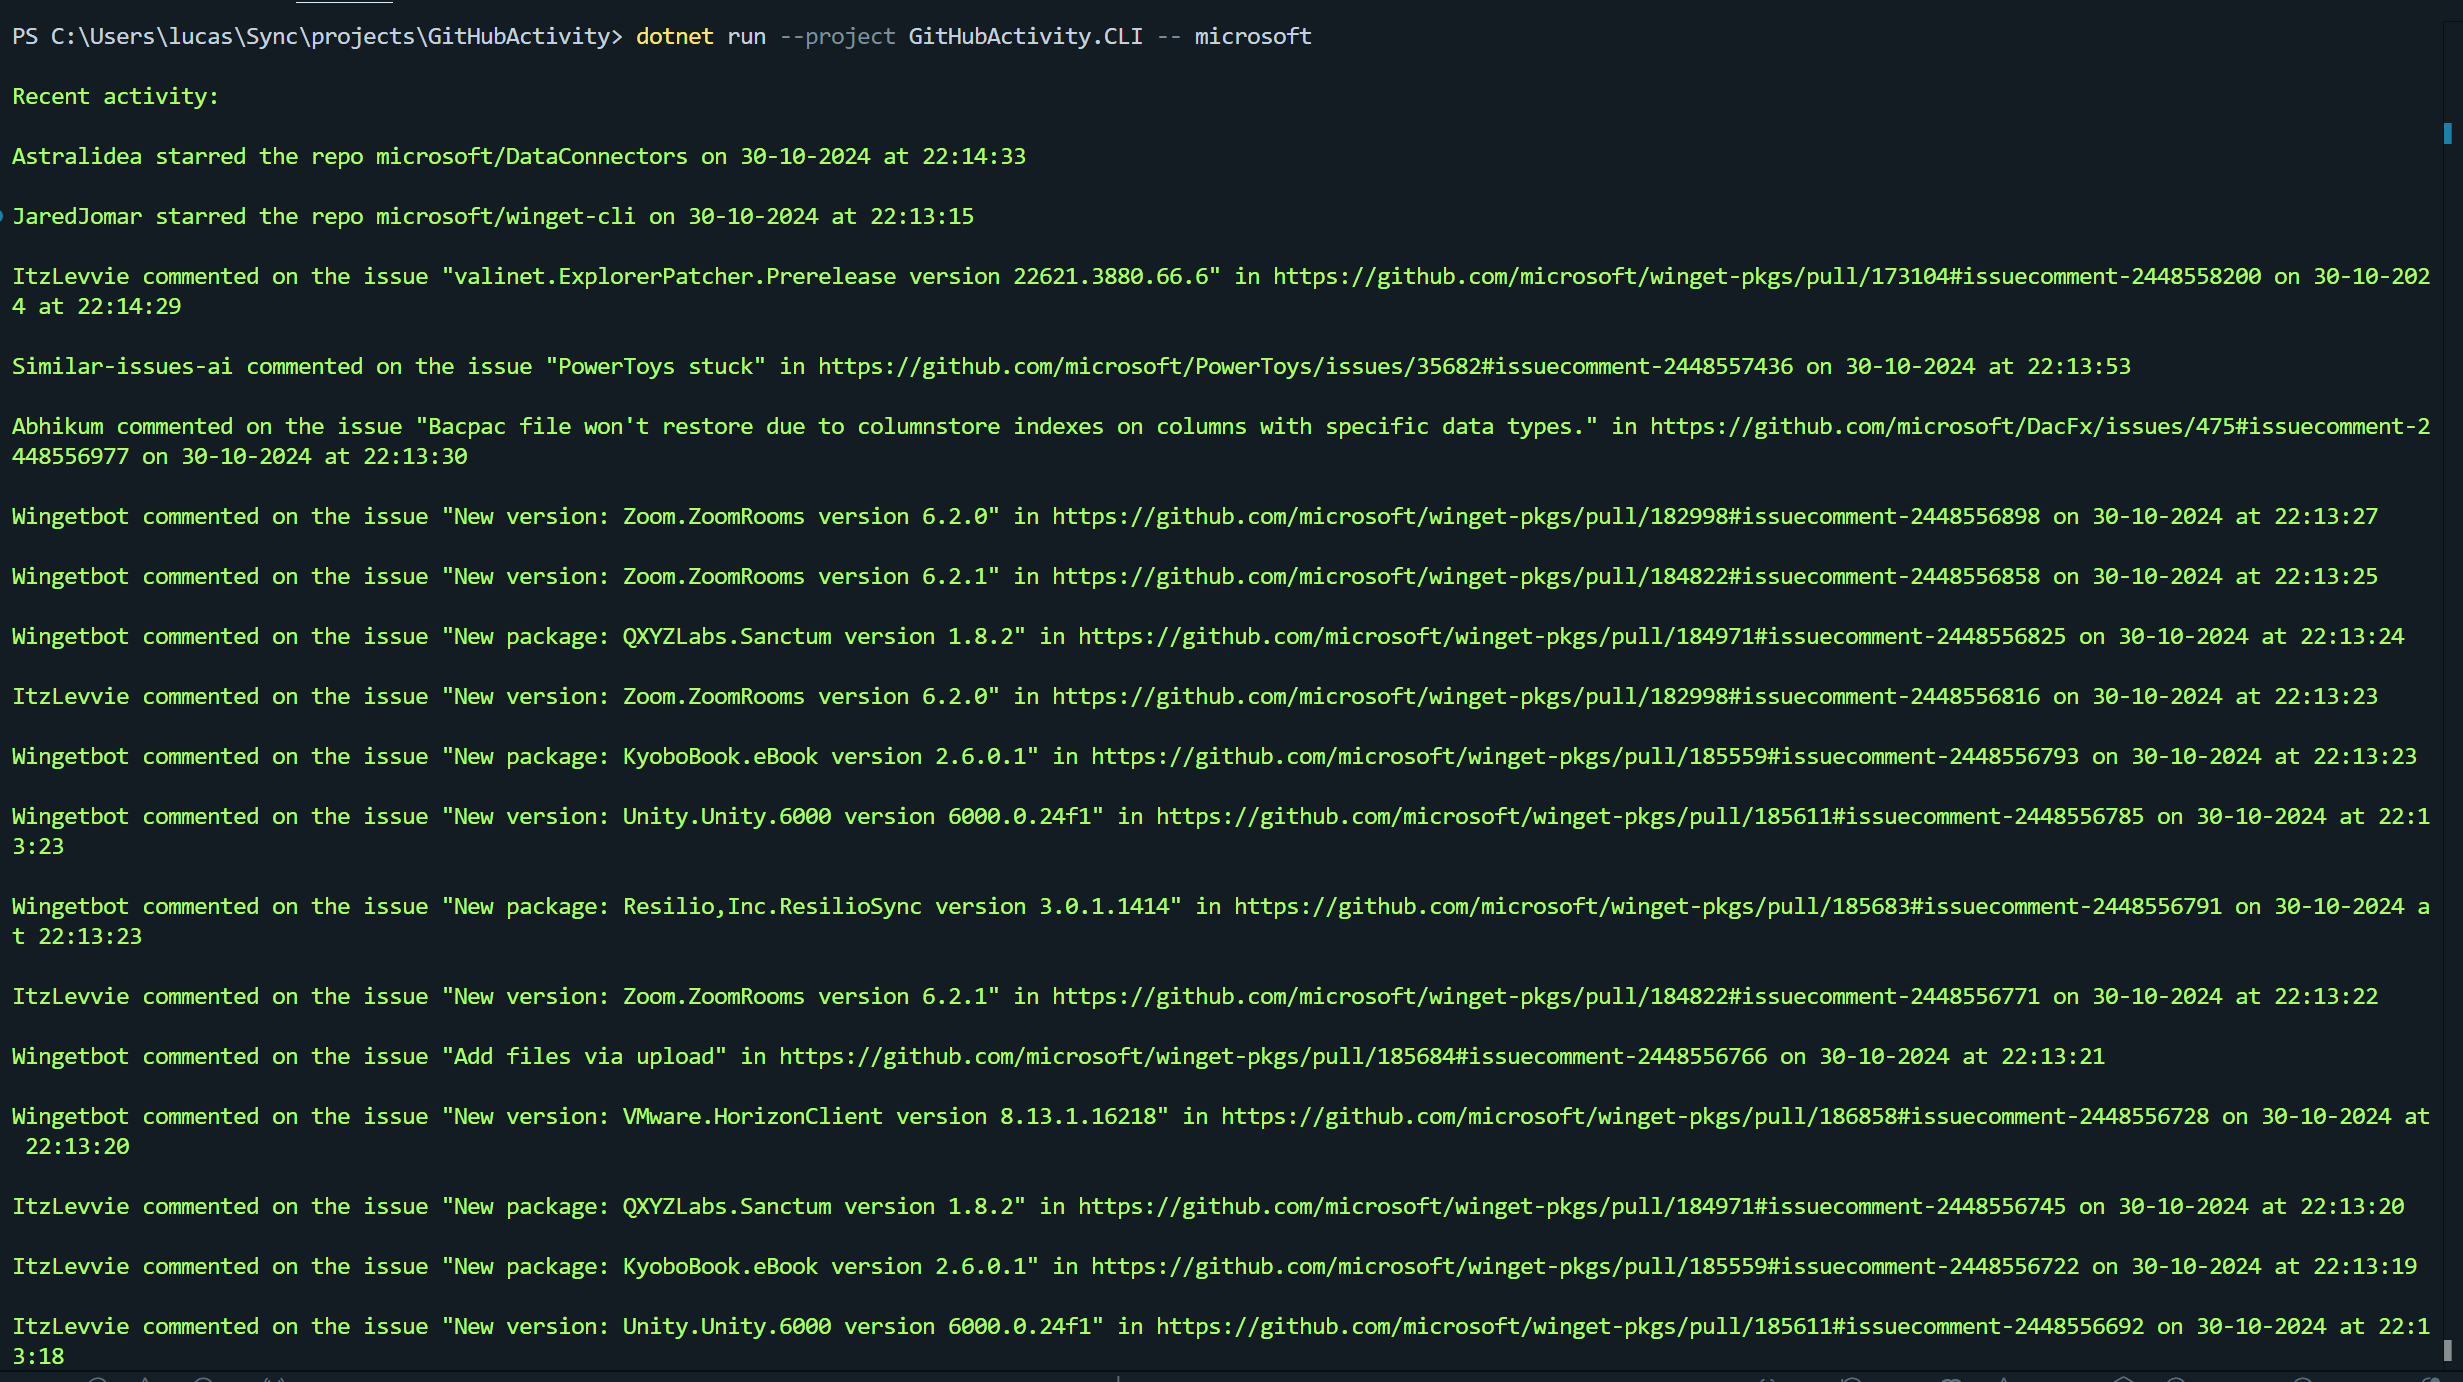 PS C:\Users\lucas\Sync\projects\GitHubActivity> dotnet run --project GitHubActivity.CLI -- microsoft
Recent activity:
Astralidea starred the repo microsoft/DataConnectors on 30-10-2024 at 22:14:33
JaredJomar starred the repo microsoft/winget-cli on 30-10-2024 at 22:13:15
ItzLevvie commented on the issue "valinet.ExplorerPatcher.Prerelease version 22621.3880.66.6" in https://github.com/microsoft/winget-pkgs/pull/173104#issuecomment-2448558200 on 30-10-202
4 at 22:14:29
Similar-issues-ai commented on the issue "PowerToys stuck" in https://github.com/microsoft/PowerToys/issues/35682#issuecomment-2448557436 on 30-10-2024 at 22:13:53
Abhikum commented on the issue "Bacpac file won't restore due to columnstore indexes on columns with specific data types." in https://github.com/microsoft/DacFx/issues/475#issuecomment-2
448556977 on 30-10-2024 at 22:13:30
Wingetbot commented on the issue "New version: Zoom.ZoomRooms version 6.2.0" in https://github.com/microsoft/winget-pkgs/pull/182998#issuecomment-2448556898 on 30-10-2024 at 22:13:27
Wingetbot commented on the issue "New version: Zoom.ZoomRooms version 6.2.1" in https://github.com/microsoft/winget-pkgs/pull/184822#issuecomment-2448556858 on 30-10-2024 at 22:13:25
Wingetbot commented on the issue "New package: QXYZLabs.Sanctum version 1.8.2" in https://github.com/microsoft/winget-pkgs/pull/184971#issuecomment-2448556825 on 30-10-2024 at 22:13:24
ItzLevvie commented on the issue "New version: Zoom.ZoomRooms version 6.2.0" in https://github.com/microsoft/winget-pkgs/pull/182998#issuecomment-2448556816 on 30-10-2024 at 22:13:23
Wingetbot commented on the issue "New package: KyoboBook.eBook version 2.6.0.1" in https://github.com/microsoft/winget-pkgs/pull/185559#issuecomment-2448556793 on 30-10-2024 at 22:13:23
Wingetbot commented on the issue "New version: Unity.Unity.6000 version 6000.0.24f1" in https://github.com/microsoft/winget-pkgs/pull/185611#issuecomment-2448556785 on 30-10-2024 at 22:1
3:23
Wingetbot commented on the issue "New package: Resilio,Inc.ResilioSync version 3.0.1.1414" in https://github.com/microsoft/winget-pkgs/pull/185683#issuecomment-2448556791 on 30-10-2024 a
t 22:13:23
ItzLevvie commented on the issue "New version: Zoom.ZoomRooms version 6.2.1" in https://github.com/microsoft/winget-pkgs/pull/184822#issuecomment-2448556771 on 30-10-2024 at 22:13:22
Wingetbot commented on the issue "Add files via upload" in https://github.com/microsoft/winget-pkgs/pull/185684#issuecomment-2448556766 on 30-10-2024 at 22:13:21
Wingetbot commented on the issue "New version: VMware.HorizonClient version 8.13.1.16218" in https://github.com/microsoft/winget-pkgs/pull/186858#issuecomment-2448556728 on 30-10-2024 at
22:13:20
ItzLevvie commented on the issue "New package: QXYZLabs.Sanctum version 1.8.2" in https://github.com/microsoft/winget-pkgs/pull/184971#issuecomment-2448556745 on 30-10-2024 at 22:13:20
ItzLevvie commented on the issue "New package: KyoboBook.eBook version 2.6.0.1" in https://github.com/microsoft/winget-pkgs/pull/185559#issuecomment-2448556722 on 30-10-2024 at 22:13:19
ItzLevvie commented on the issue "New version: Unity.Unity.6000 version 6000.0.24f1" in https://github.com/microsoft/winget-pkgs/pull/185611#issuecomment-2448556692 on 30-10-2024 at 22:1
3:18